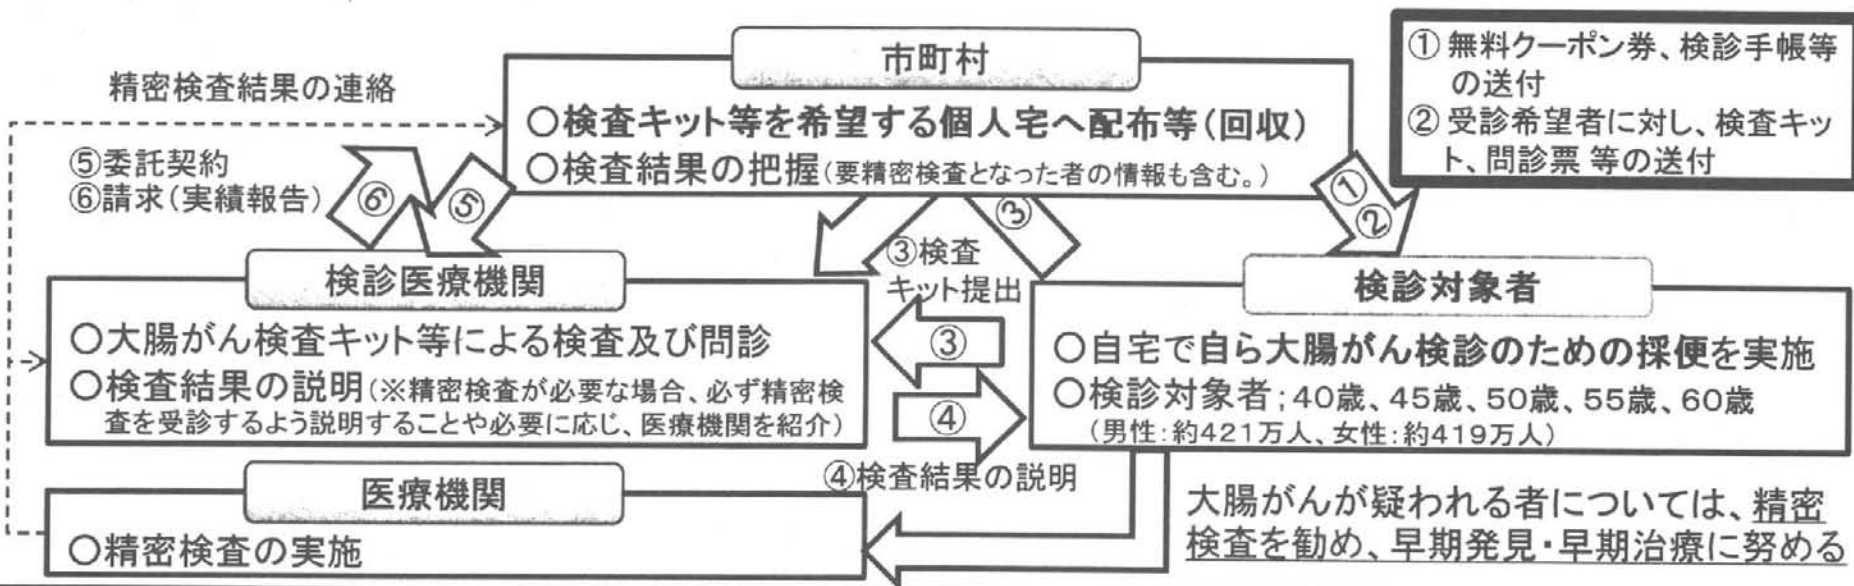 市町村
精密検査結果の連絡
○検査キット等を希望する個人宅へ配布等(回収)
○検査結果の把握(要精密検査となった者の情報も含む。)
① 無料クーポン券、検診手帳等
の送付
② 受診希望者に対し、検査キッ
ト、問診票 等の送付
⑤委託契約
⑥請求(実績報告)
⑥
⑤
③
①
②
検診医療機関
○大腸がん検査キット等による検査及び問診
○検査結果の説明(※精密検査が必要な場合、必ず精密検
査を受診するよう説明することや必要に応じ、医療機関を紹介)
③検査
キット提出
③
④
④検査結果の説明
検診対象者
○自宅で自ら大腸がん検診のための採便を実施
○検診対象者;40歳、45歳、50歳、55歳、60歳
(男性:約421万人、女性:約419万人)
医療機関
○精密検査の実施
大腸がんが疑われる者については、精密
検査を勧め、早期発見・早期治療に努める